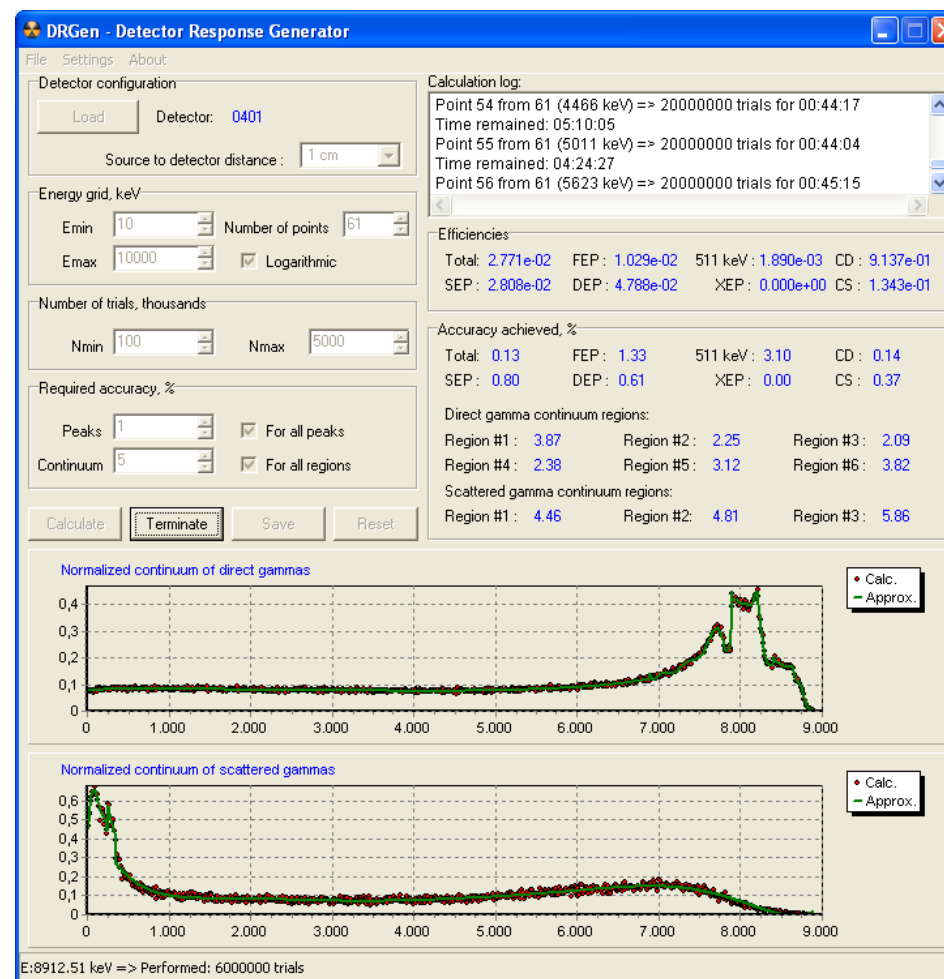 DRGen - Detector Response Generator
File Settings About
Detector configuration
Load Detector: 0401
Source to detector distance : 1 cm
Energy grid, keV
Emin 10 Number of points 61
Emax 10000 Logarithmic
Number of trials, thousands
Nmin 100 Nmax 5000
Required accuracy, %
Peaks 1 For all peaks
Continuum 5 For all regions
Calculate Terminate Save Reset
Calculation log:
Point 54 from 61 (4466 keV) => 20000000 trials for 00:44:17
Time remained: 05:10:05
Point 55 from 61 (5011 keV) => 20000000 trials for 00:44:04
Time remained: 04:24:27
Point 56 from 61 (5623 keV) => 20000000 trials for 00:45:15
Efficiencies
Total: 2.771e-02 FEP : 1.029e-02 511 keV : 1.890e-03 CD : 9.137e-01
SEP : 2.808e-02 DEP : 4.788e-02 XEP : 0.000e+00 CS : 1.343e-01
Accuracy achieved, %
Total: 0.13 FEP : 1.33 511 keV : 3.10 CD : 0.14
SEP : 0.80 DEP : 0.61 XEP : 0.00 CS : 0.37
Direct gamma continuum regions:
Region #1 : 3.87 Region #2 : 2.25 Region #3 : 2.09
Region #4 : 2.38 Region #5 : 3.12 Region #6 : 3.82
Scattered gamma continuum regions:
Region #1 : 4.46 Region #2: 4.81 Region #3 : 5.86
Normalized continuum of direct gammas
0,4
0,3
0,2
0,1
0
0 1.000 2.000 3.000 4.000 5.000 6.000 7.000 8.000 9.000
Calc.
Approx.
Normalized continuum of scattered gammas
0,6
0,5
0,4
0,3
0,2
0,1
0
0 1.000 2.000 3.000 4.000 5.000 6.000 7.000 8.000 9.000
Calc.
Approx.
E:8912.51 keV => Performed: 6000000 trials